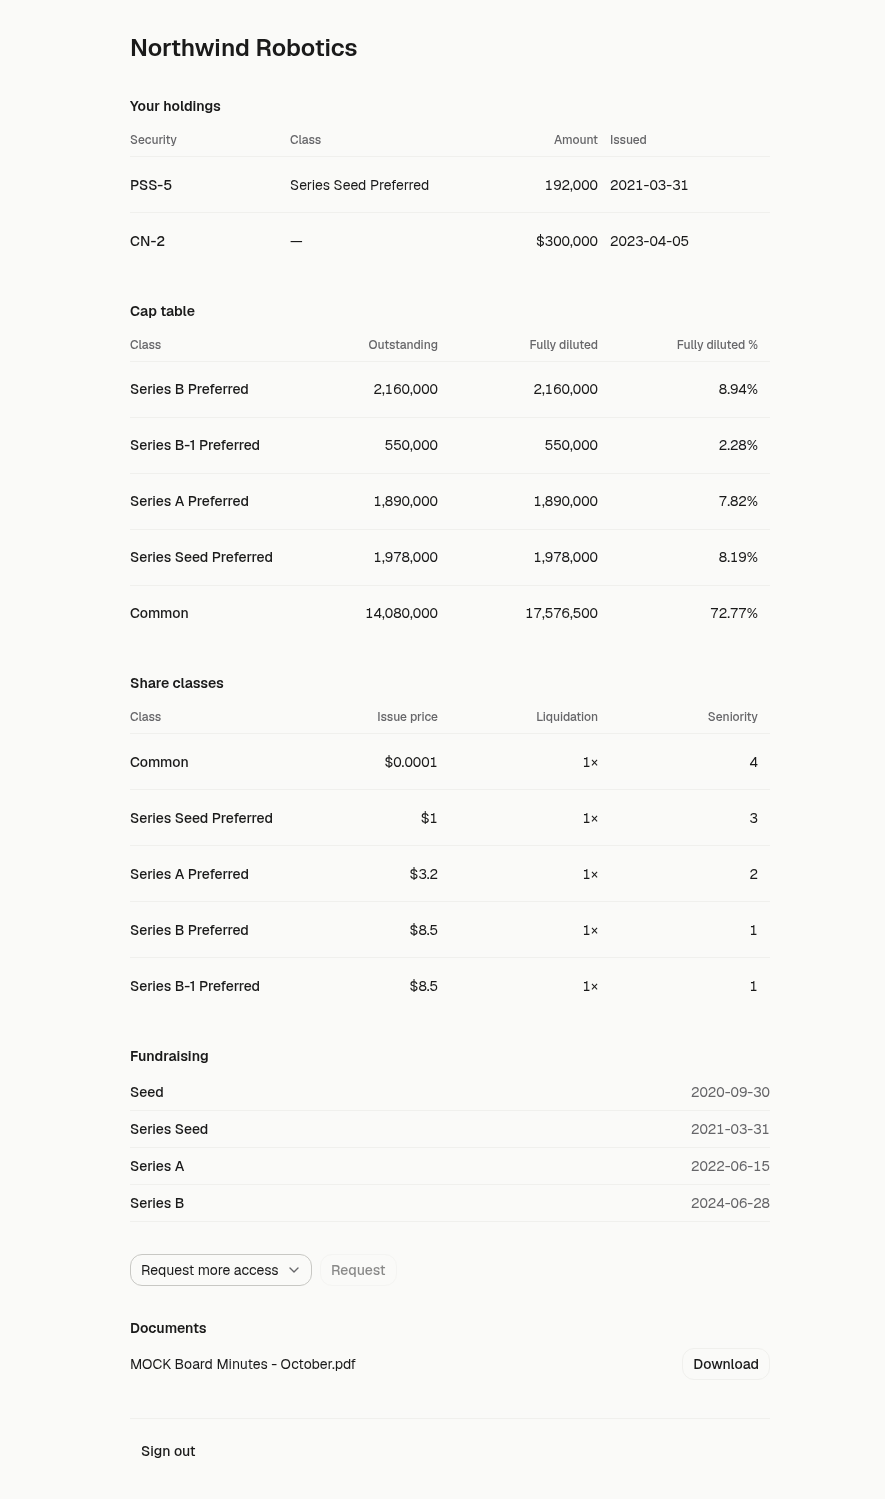 Northwind Robotics
Your holdings
Security Class Amount Issued
PSS-5 Series Seed Preferred 192,000 2021-03-31
CN-2 — $300,000 2023-04-05
Cap table
Class Outstanding Fully diluted Fully diluted %
Series B Preferred 2,160,000 2,160,000 8.94%
Series B-1 Preferred 550,000 550,000 2.28%
Series A Preferred 1,890,000 1,890,000 7.82%
Series Seed Preferred 1,978,000 1,978,000 8.19%
Common 14,080,000 17,576,500 72.77%
Share classes
Class Issue price Liquidation Seniority
Common $0.0001 1× 4
Series Seed Preferred $1 1× 3
Series A Preferred $3.2 1× 2
Series B Preferred $8.5 1× 1
Series B-1 Preferred $8.5 1× 1
Fundraising
Seed 2020-09-30
Series Seed 2021-03-31
Series A 2022-06-15
Series B 2024-06-28
Request more access Request
Documents
MOCK Board Minutes - October.pdf Download
Sign out